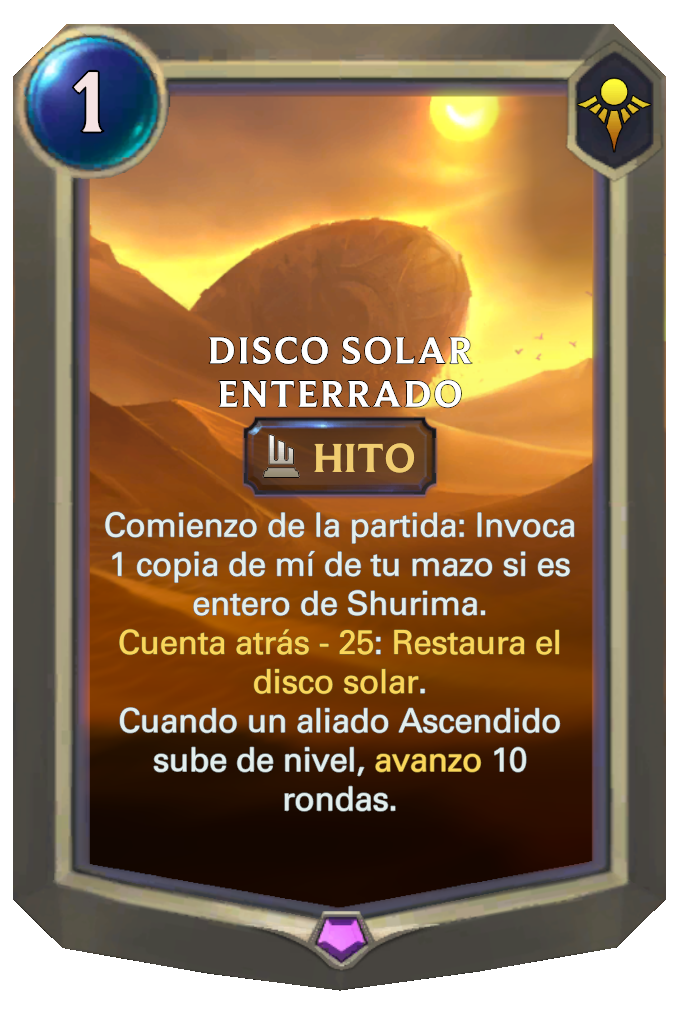 1
DISCO SOLAR
ENTERRADO
HITO
Comienzo de la partida: Invoca
1 copia de mí de tu mazo si es
entero de Shurima.
Cuenta atrás - 25: Restaura el
disco solar.
Cuando un aliado Ascendido
sube de nivel, avanzo 10
rondas.